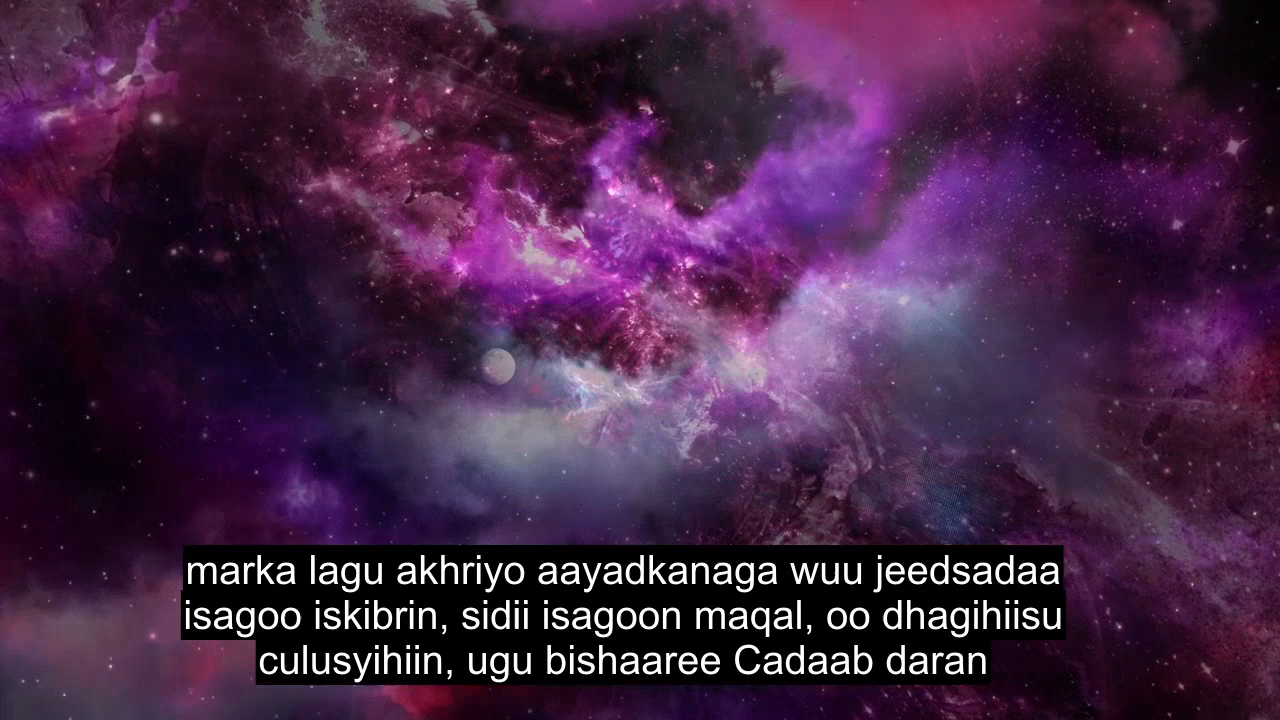 marka lagu akhriyo aayadkanaga wuu jeedsadaa
isagoo iskibrin, sidii isagoon maqal, oo dhagihiisu
culusyihiin, ugu bishaaree Cadaab daran